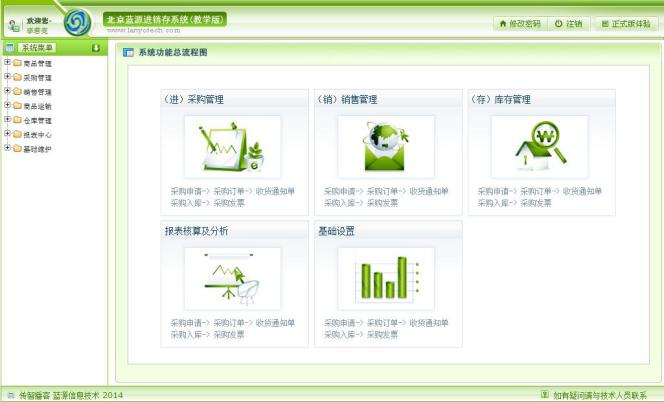 欢迎您-
李若亮
北京蓝源进销存系统(教学版)
www.lanyotech.com
修改密码
注销
正式版体验
系统菜单
商品管理
采购管理
销售管理
商品运输
仓库管理
报表中心
基础维护
系统功能总流程图
（进）采购管理
采购申请-> 采购订单-> 收货通知单
采购入库-> 采购发票
（销）销售管理
采购申请-> 采购订单-> 收货通知单
采购入库-> 采购发票
（存）库存管理
采购申请-> 采购订单-> 收货通知单
采购入库-> 采购发票
报表核算及分析
采购申请-> 采购订单-> 收货通知单
采购入库-> 采购发票
基础设置
采购申请-> 采购订单-> 收货通知单
采购入库-> 采购发票
传智播客 蓝源信息技术 2014
如有疑问请与技术人员联系